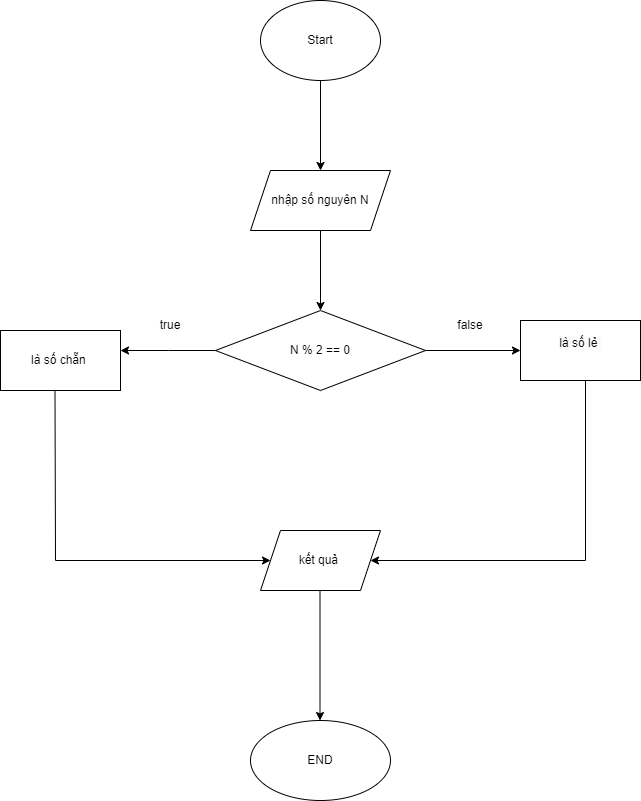 Start
nhập số nguyên N
true
false
là số chẵn
N % 2 == 0
là số lẻ
kết quả
END